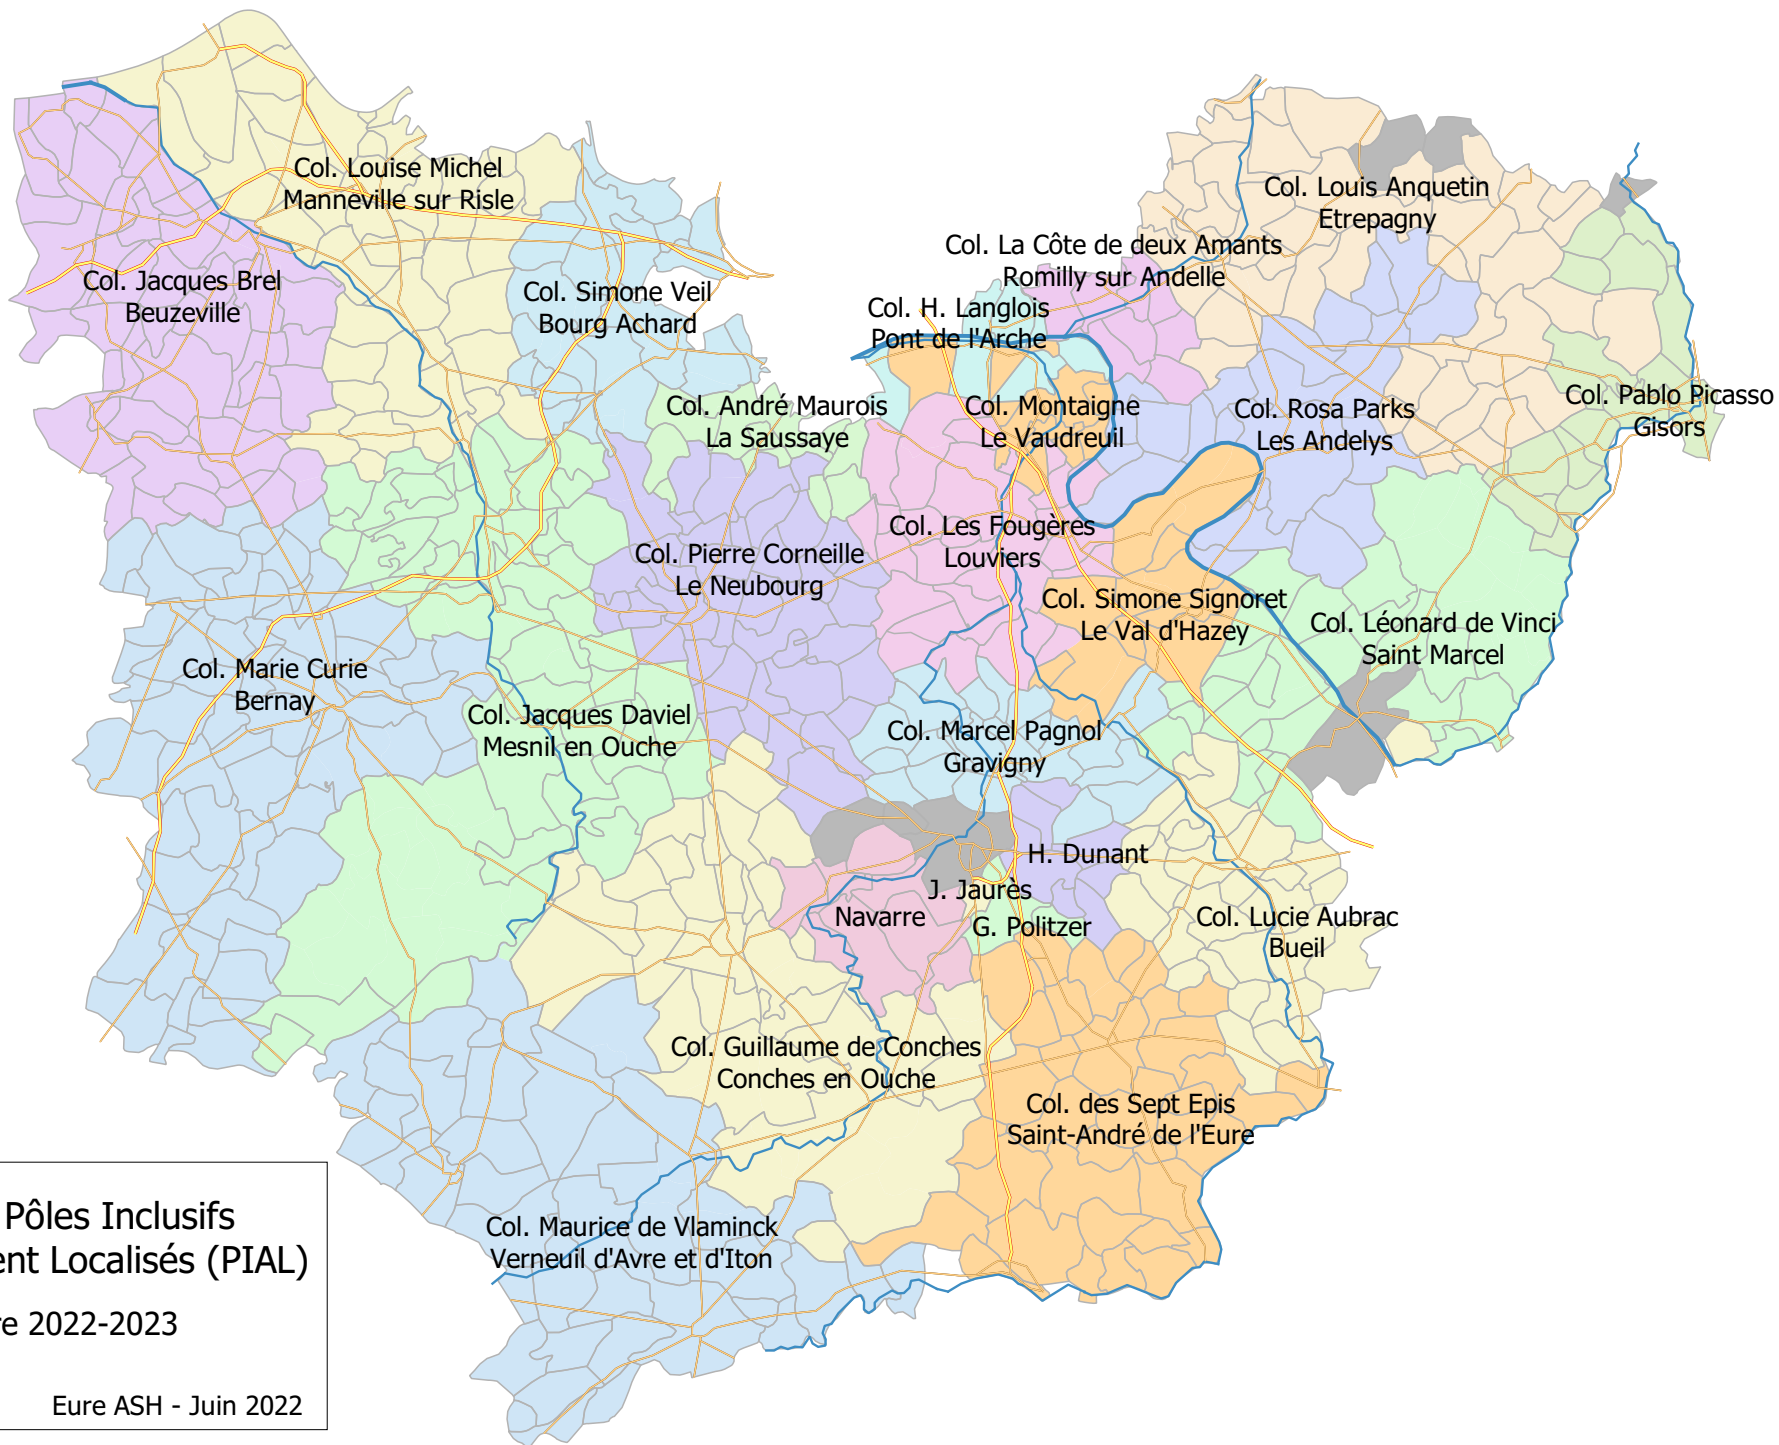 Col. Louise Michel
Manneville sur Risle
Col. Louis Anquetin
Etrepagny
Col. La Côte de deux Amants
Romilly sur Andelle
Col. Jacques Brel
Beuzeville
Col. Simone Veil
Bourg Achard
Col. H. Langlois
Pont de l'Arche
Col. André Maurois
La Saussaye
Col. Montaigne
Le Vaudreuil
Col. Rosa Parks
Les Andelys
Col. Pablo Picasso
Gisors
Col. Les Fougères
Louviers
Col. Pierre Corneille
Le Neubourg
Col. Simone Signoret
Le Val d'Hazey
Col. Léonard de Vinci
Saint Marcel
Col. Marie Curie
Bernay
Col. Jacques Daviel
Mesnil en Ouche
Col. Marcel Pagnol
Gravigny
H. Dunant
J. Jaurès
Navarre
G. Politzer
Col. Lucie Aubrac
Bueil
Col. Guillaume de Conches
Conches en Ouche
Col. des Sept Epis
Saint-André de l'Eure
Col. Maurice de Vlaminck
Verneuil d'Avre et d'Iton
Pôles Inclusifs
ent Localisés (PIAL)
re 2022-2023
Eure ASH - Juin 2022